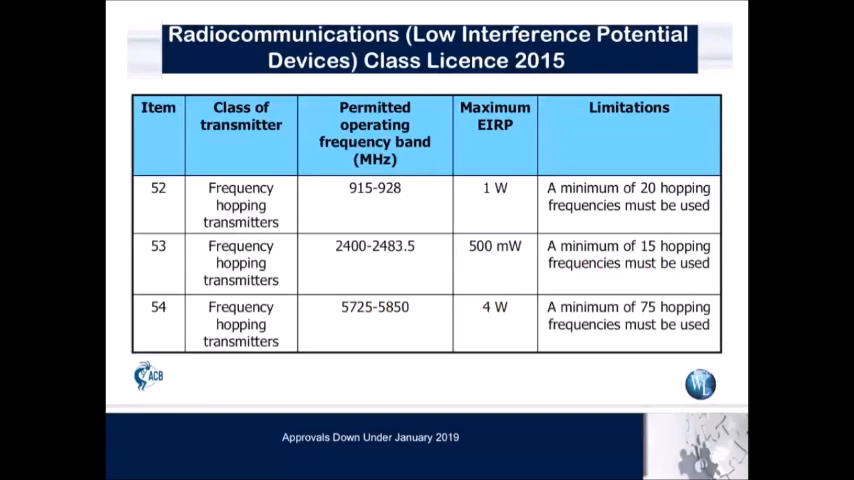 Radiocommunications (Low Interference Potential
Devices) Class Licence 2015
Item
Class of
transmitter
Permitted
operating
frequency band
(MHz)
Maximum
EIRP
Limitations
52
Frequency
hopping
transmitters
915-928
1 W
A minimum of 20 hopping
frequencies must be used
53
Frequency
hopping
transmitters
2400-2483.5
500 mW
A minimum of 15 hopping
frequencies must be used
54
Frequency
hopping
transmitters
5725-5850
4 W
A minimum of 75 hopping
frequencies must be used
ACB
WL
Approvals Down Under January 2019